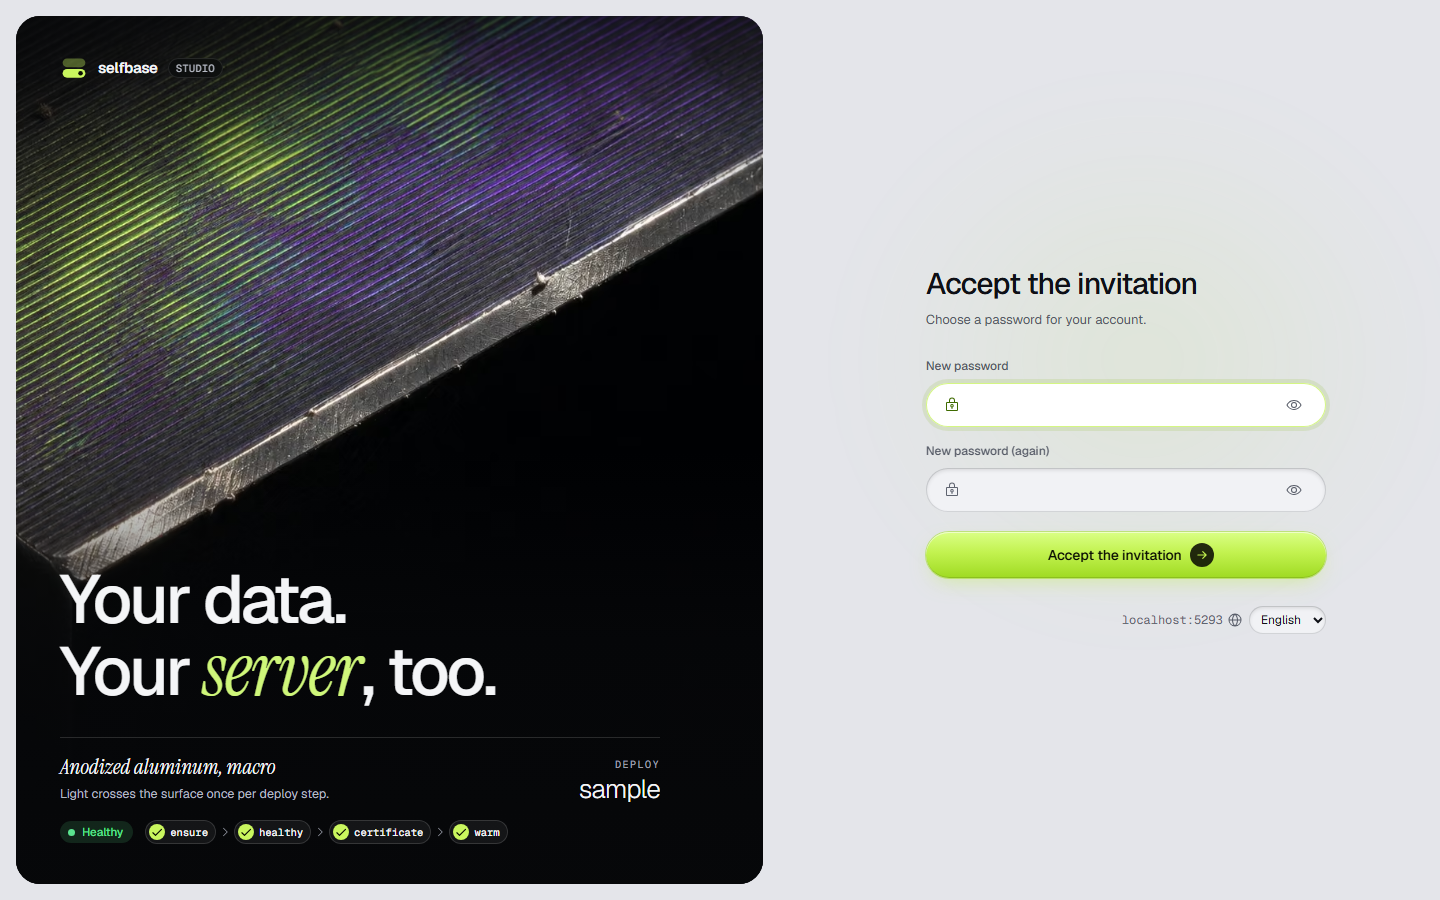 selfbase STUDIO
Your data.
Your server, too.
Anodized aluminum, macro
Light crosses the surface once per deploy step.
DEPLOY
sample
Healthy ensure healthy certificate warm
Accept the invitation
Choose a password for your account.
New password
New password (again)
Accept the invitation
localhost:5293 English